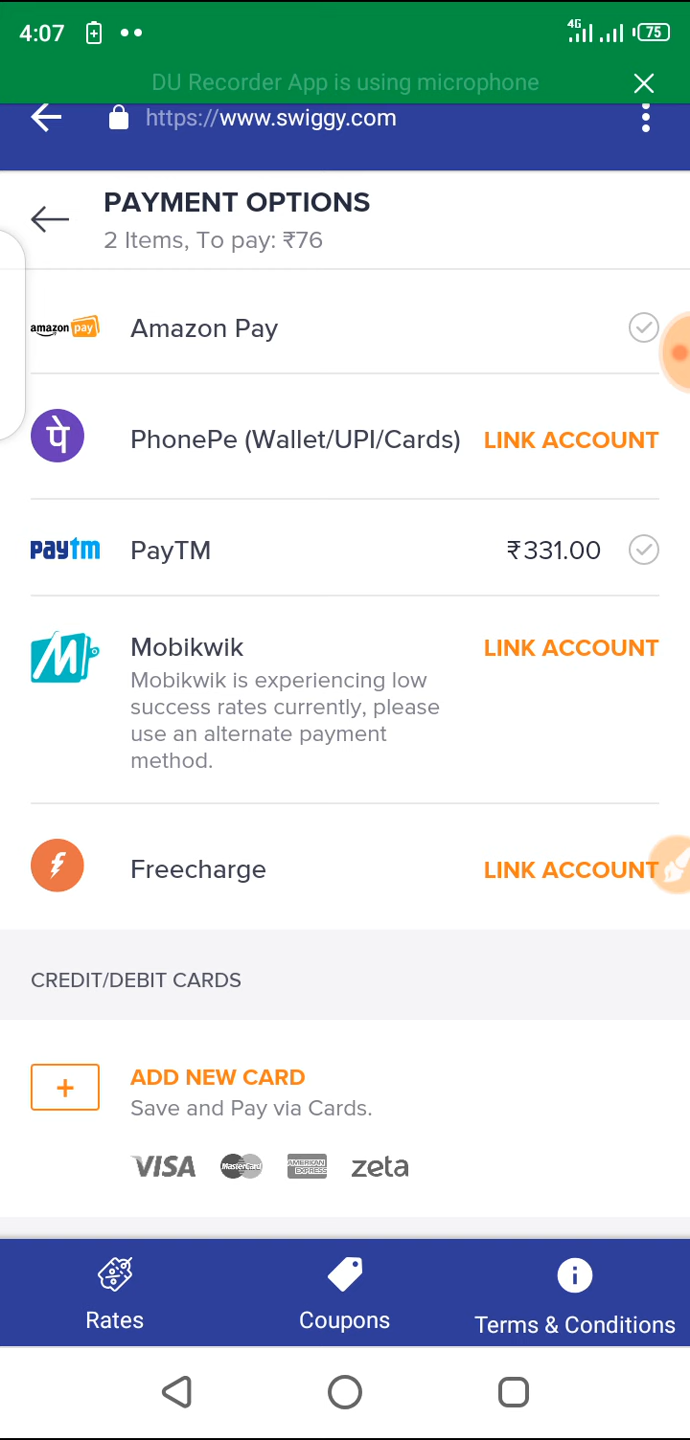 4:07
4G
75
DU Recorder App is using microphone
https://www.swiggy.com
PAYMENT OPTIONS
2 Items, To pay: ₹76
amazon pay
Amazon Pay
पे
PhonePe (Wallet/UPI/Cards)
LINK ACCOUNT
paytm
PayTM
₹331.00
Mobikwik
LINK ACCOUNT
Mobikwik is experiencing low
success rates currently, please
use an alternate payment
method.
Freecharge
LINK ACCOUNT
CREDIT/DEBIT CARDS
ADD NEW CARD
Save and Pay via Cards.
VISA
MasterCard
AMERICAN
EXPRESS
zeta
Rates
Coupons
Terms & Conditions